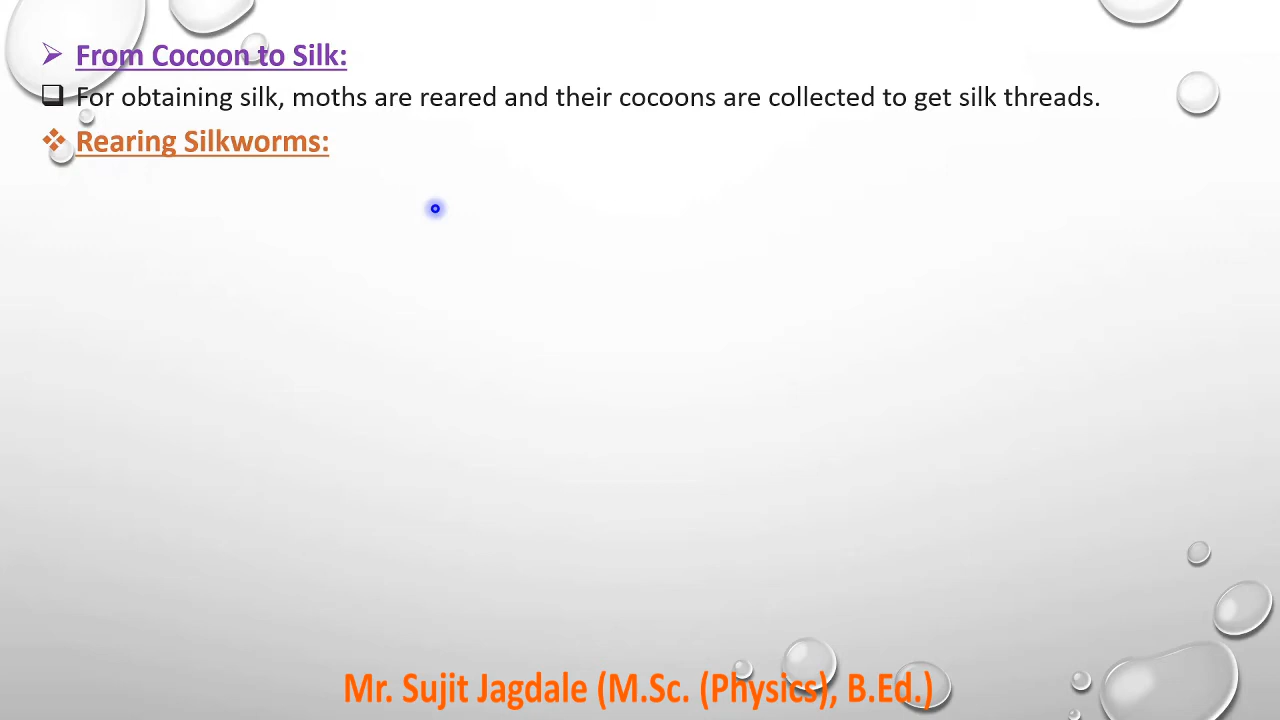 From Cocoon to Silk:
For obtaining silk, moths are reared and their cocoons are collected to get silk threads.
Rearing Silkworms:
Mr. Sujit Jagdale (M.Sc. (Physics), B.Ed.)